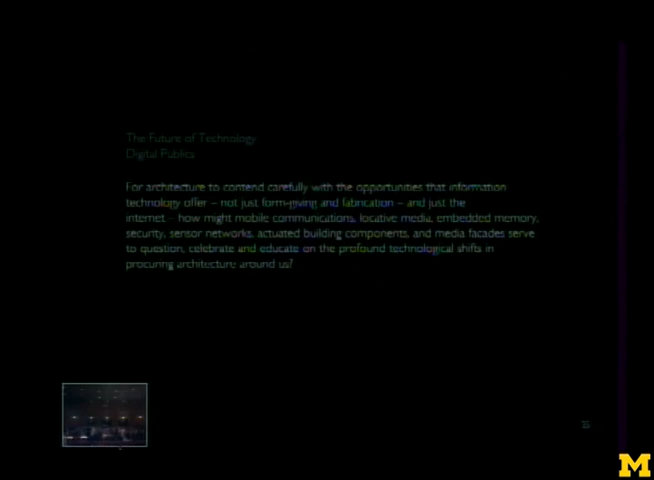 The Future of Technology
Digital Publics
For architecture to contend carefully with the opportunities that information
technology offer – not just form-giving and fabrication – and just the
internet – how might mobile communications, locative media, embedded memory,
security, sensor networks, actuated building components, and media facades serve
to question, celebrate and educate on the profound technological shifts in
procuring architecture around us?
M